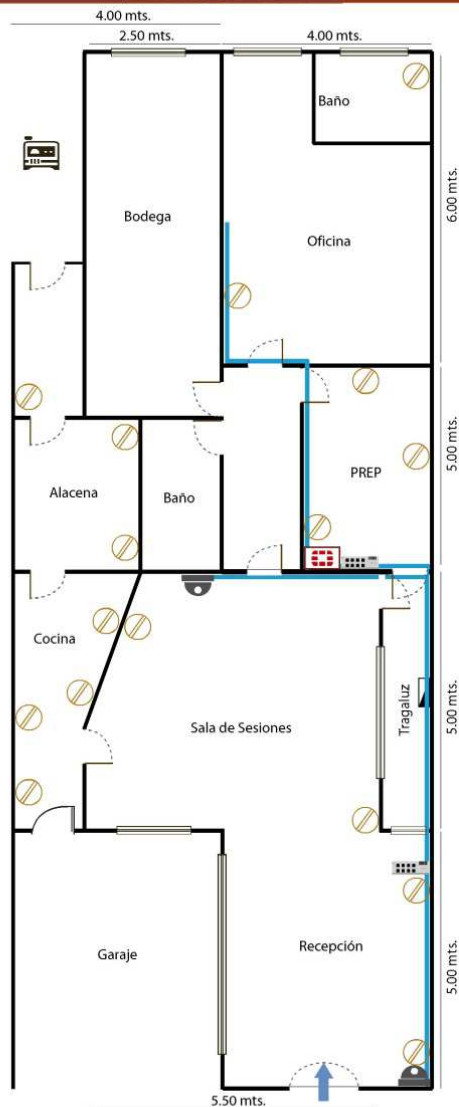 4.00 mts.
2.50 mts.
4.00 mts.
Baño
6.00 mts.
Bodega
Oficina
5.00 mts.
PREP
Alacena
Baño
Cocina
Tragaluz
5.00 mts.
Sala de Sesiones
Recepción
Garaje
5.00 mts.
5.50 mts.